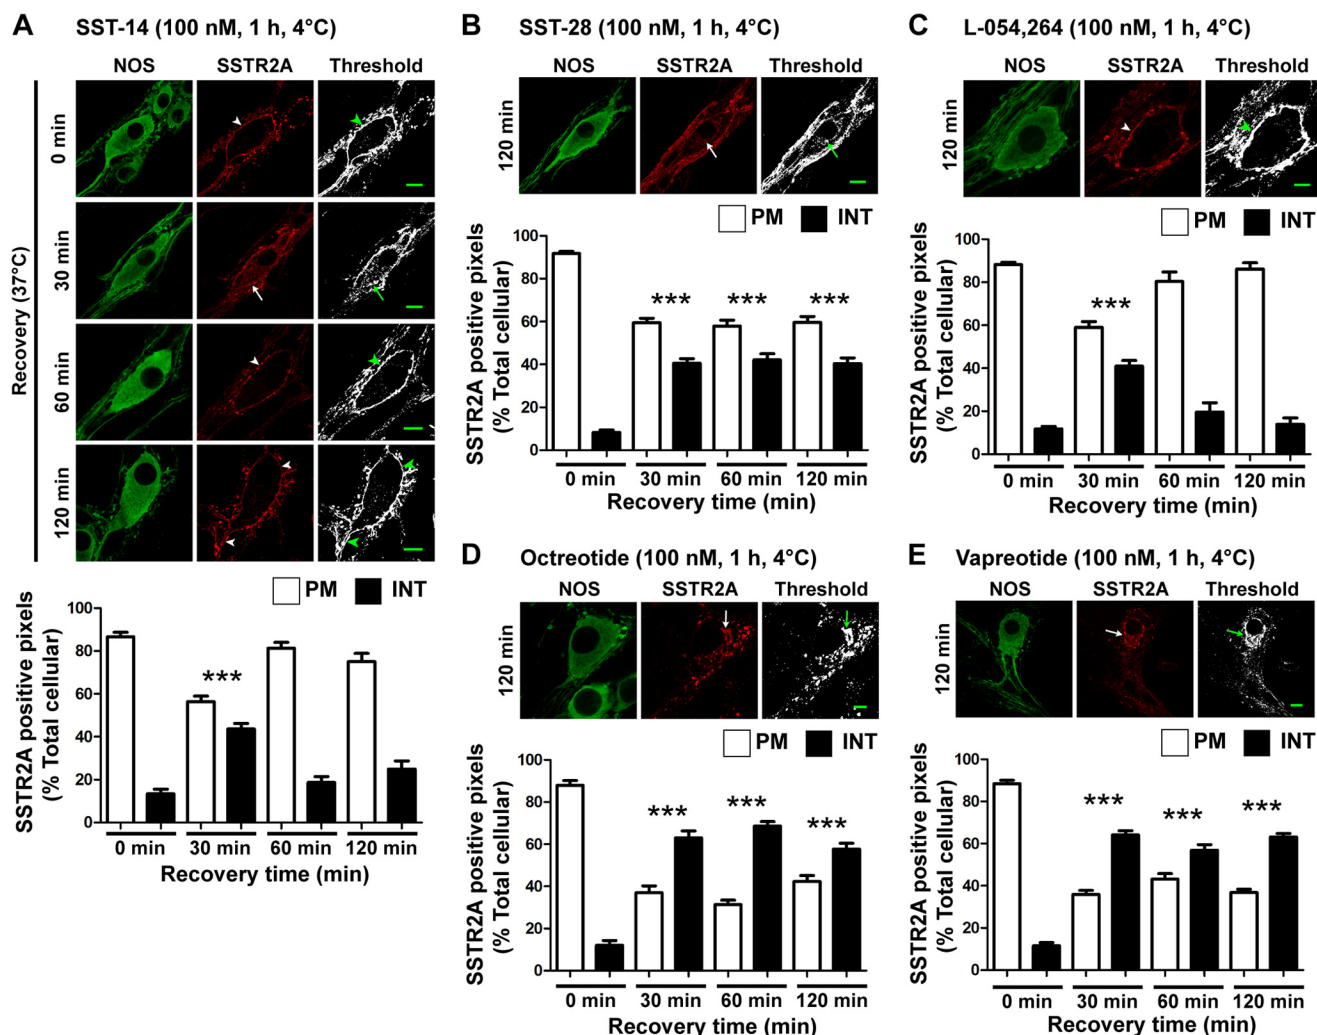 A SST-14 (100 nM, 1 h, 4°C)
NOS SSTR2A Threshold
Recovery (37°C)
0 min
30 min
60 min
120 min
PM INT
SSTR2A positive pixels
(% Total cellular)
100
80
60
40
20
0
***
0 min 30 min 60 min 120 min
Recovery time (min)
B SST-28 (100 nM, 1 h, 4°C)
NOS SSTR2A Threshold
120 min
PM INT
SSTR2A positive pixels
(% Total cellular)
100
80
60
40
20
0
*** *** ***
0 min 30 min 60 min 120 min
Recovery time (min)
C L-054,264 (100 nM, 1 h, 4°C)
NOS SSTR2A Threshold
120 min
PM INT
SSTR2A positive pixels
(% Total cellular)
100
80
60
40
20
0
***
0 min 30 min 60 min 120 min
Recovery time (min)
D Octreotide (100 nM, 1 h, 4°C)
NOS SSTR2A Threshold
120 min
PM INT
SSTR2A positive pixels
(% Total cellular)
100
80
60
40
20
0
*** *** ***
0 min 30 min 60 min 120 min
Recovery time (min)
E Vapreotide (100 nM, 1 h, 4°C)
NOS SSTR2A Threshold
120 min
PM INT
SSTR2A positive pixels
(% Total cellular)
100
80
60
40
20
0
*** *** ***
0 min 30 min 60 min 120 min
Recovery time (min)